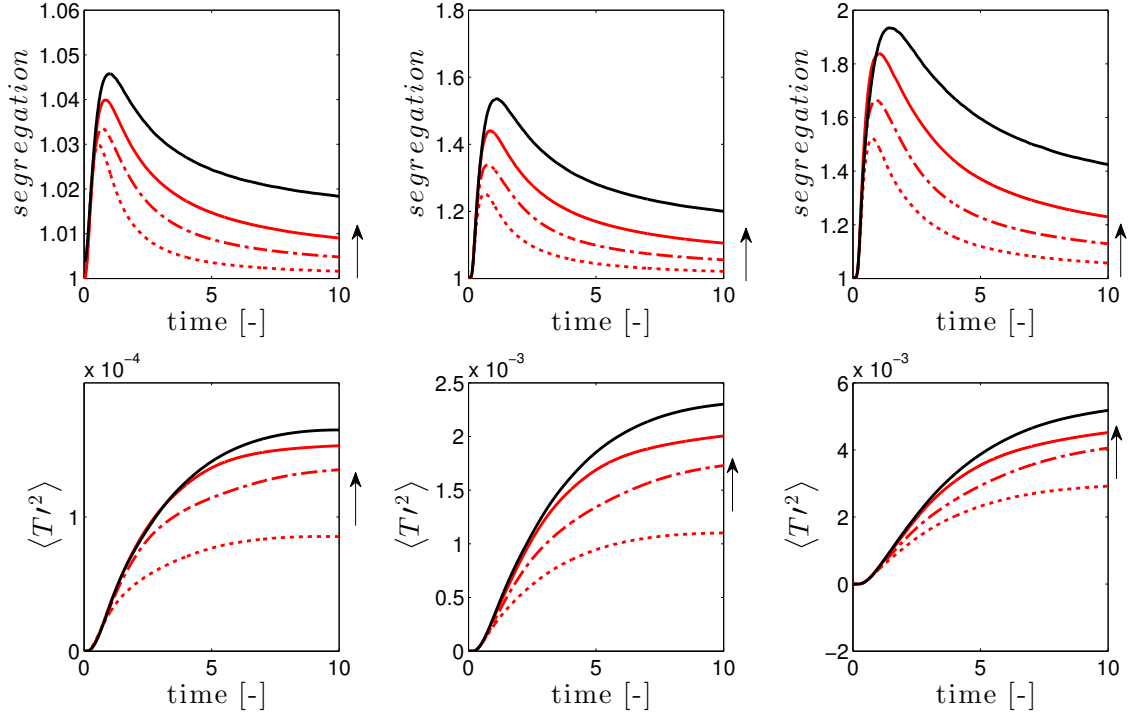 1.06
1.05
1.04
1.03
1.02
1.01
1
segregation
0 5 10
time [-]
1.8
1.6
1.4
1.2
1
segregation
0 5 10
time [-]
2
1.8
1.6
1.4
1.2
1
segregation
0 5 10
time [-]
x 10⁻⁴
1
0
⟨T′²⟩
0 5 10
time [-]
x 10⁻³
2.5
2
1.5
1
0.5
0
⟨T′²⟩
0 5 10
time [-]
x 10⁻³
6
4
2
0
−2
⟨T′²⟩
0 5 10
time [-]